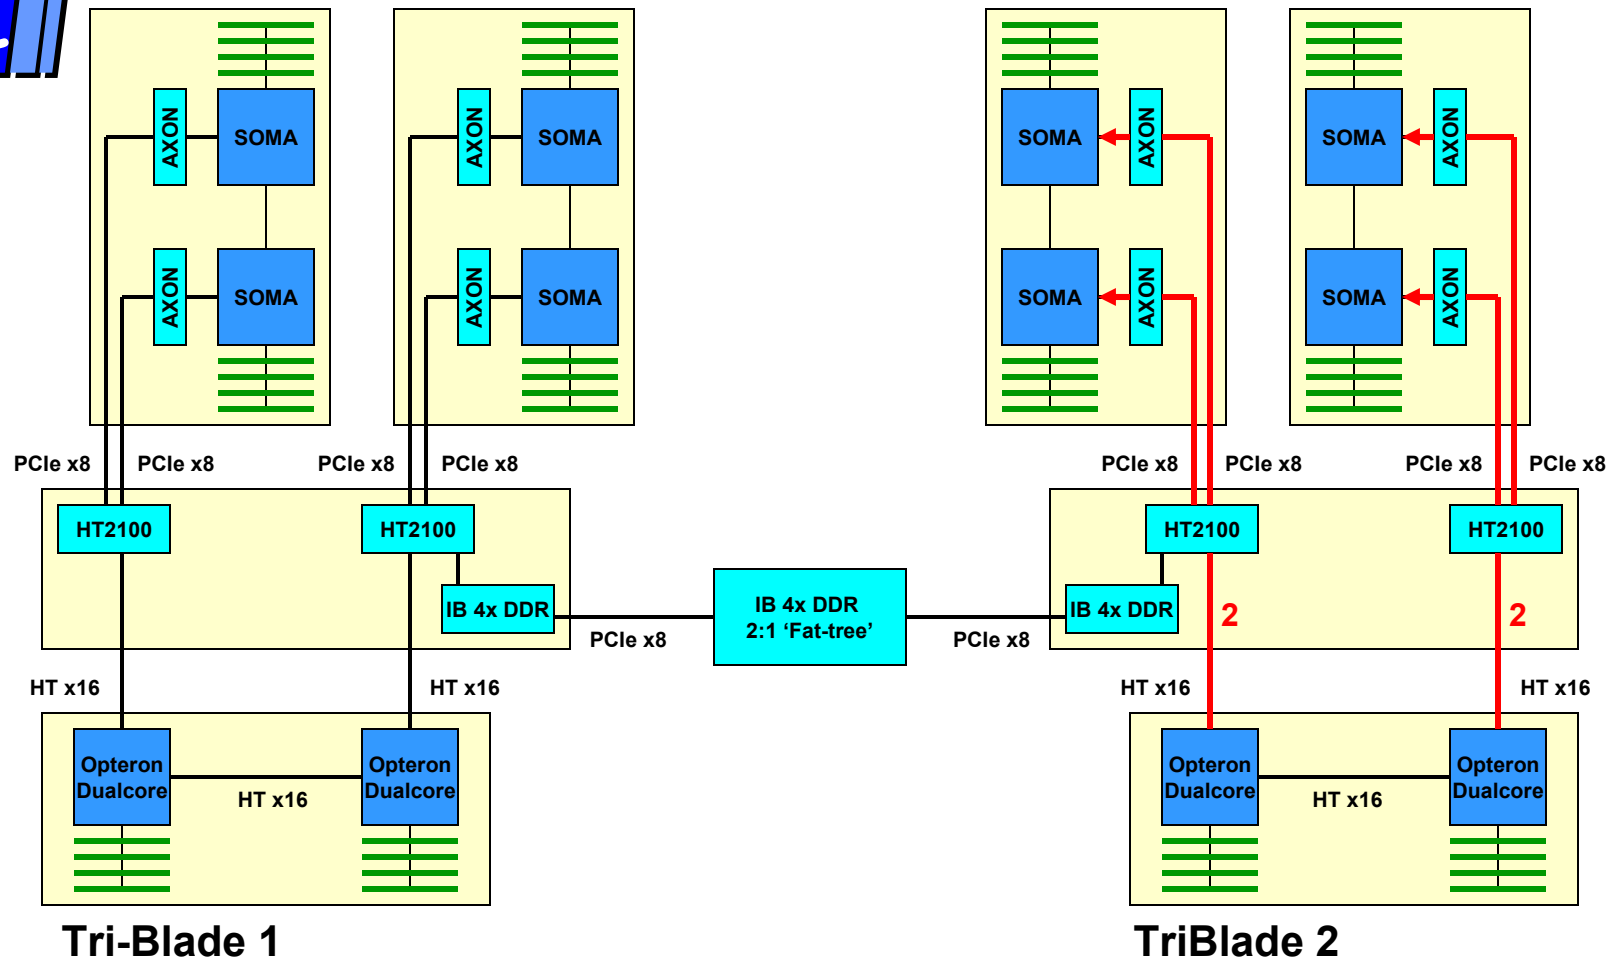 AXON
SOMA
AXON
SOMA
AXON
SOMA
AXON
SOMA
SOMA
AXON
SOMA
AXON
SOMA
AXON
SOMA
AXON
PCIe x8
PCIe x8
PCIe x8
PCIe x8
PCIe x8
PCIe x8
PCIe x8
PCIe x8
HT2100
HT2100
HT2100
HT2100
IB 4x DDR
IB 4x DDR
2:1 ‘Fat-tree’
IB 4x DDR
2
2
PCIe x8
PCIe x8
HT x16
HT x16
HT x16
HT x16
Opteron
Dualcore
HT x16
Opteron
Dualcore
Opteron
Dualcore
HT x16
Opteron
Dualcore
Tri-Blade 1
TriBlade 2